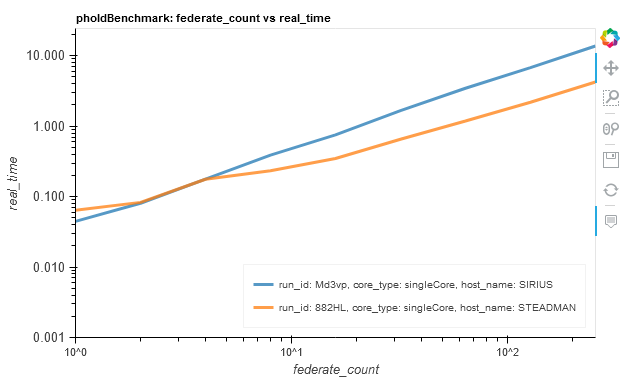 pholdBenchmark: federate_count vs real_time
10.000
1.000
0.100
0.010
0.001
real_time
run_id: Md3vp, core_type: singleCore, host_name: SIRIUS
run_id: 882HL, core_type: singleCore, host_name: STEADMAN
10^0
10^1
10^2
federate_count